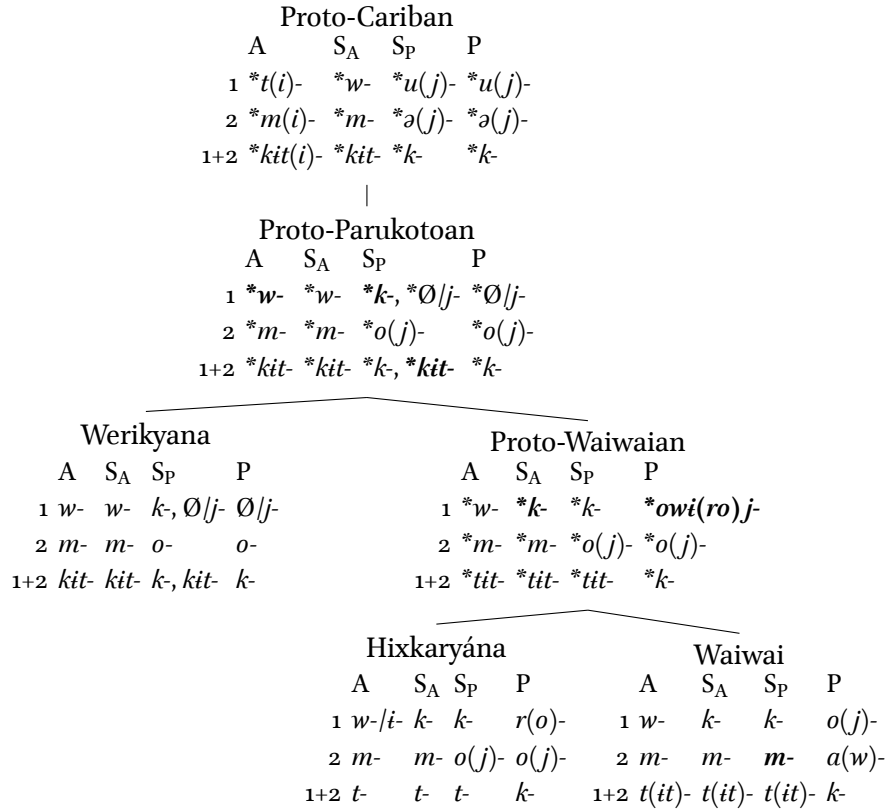 Proto-Cariban
A S_A S_P P
1 *t(i)- *w- *u(j)- *u(j)-
2 *m(i)- *m- *ə(j)- *ə(j)-
1+2 *kɨt(i)- *kɨt- *k- *k-
Proto-Parukotoan
A S_A S_P P
1 *w- *w- *k-, *Ø/j- *Ø/j-
2 *m- *m- *o(j)- *o(j)-
1+2 *kɨt- *kɨt- *k-, *kɨt- *k-
Werikyana
A S_A S_P P
1 w- w- k-, Ø/j- Ø/j-
2 m- m- o- o-
1+2 kɨt- kɨt- k-, kɨt- k-
Proto-Waiwaian
A S_A S_P P
1 *w- *k- *k- *owɨ(ro)j-
2 *m- *m- *o(j)- *o(j)-
1+2 *tɨt- *tɨt- *tɨt- *k-
Hixkaryána
A S_A S_P P
1 w-/ɨ- k- k- r(o)-
2 m- m- o(j)- o(j)-
1+2 t- t- t- k-
Waiwai
A S_A S_P P
1 w- k- k- o(j)-
2 m- m- m- a(w)-
1+2 t(ɨt)- t(ɨt)- t(ɨt)- k-